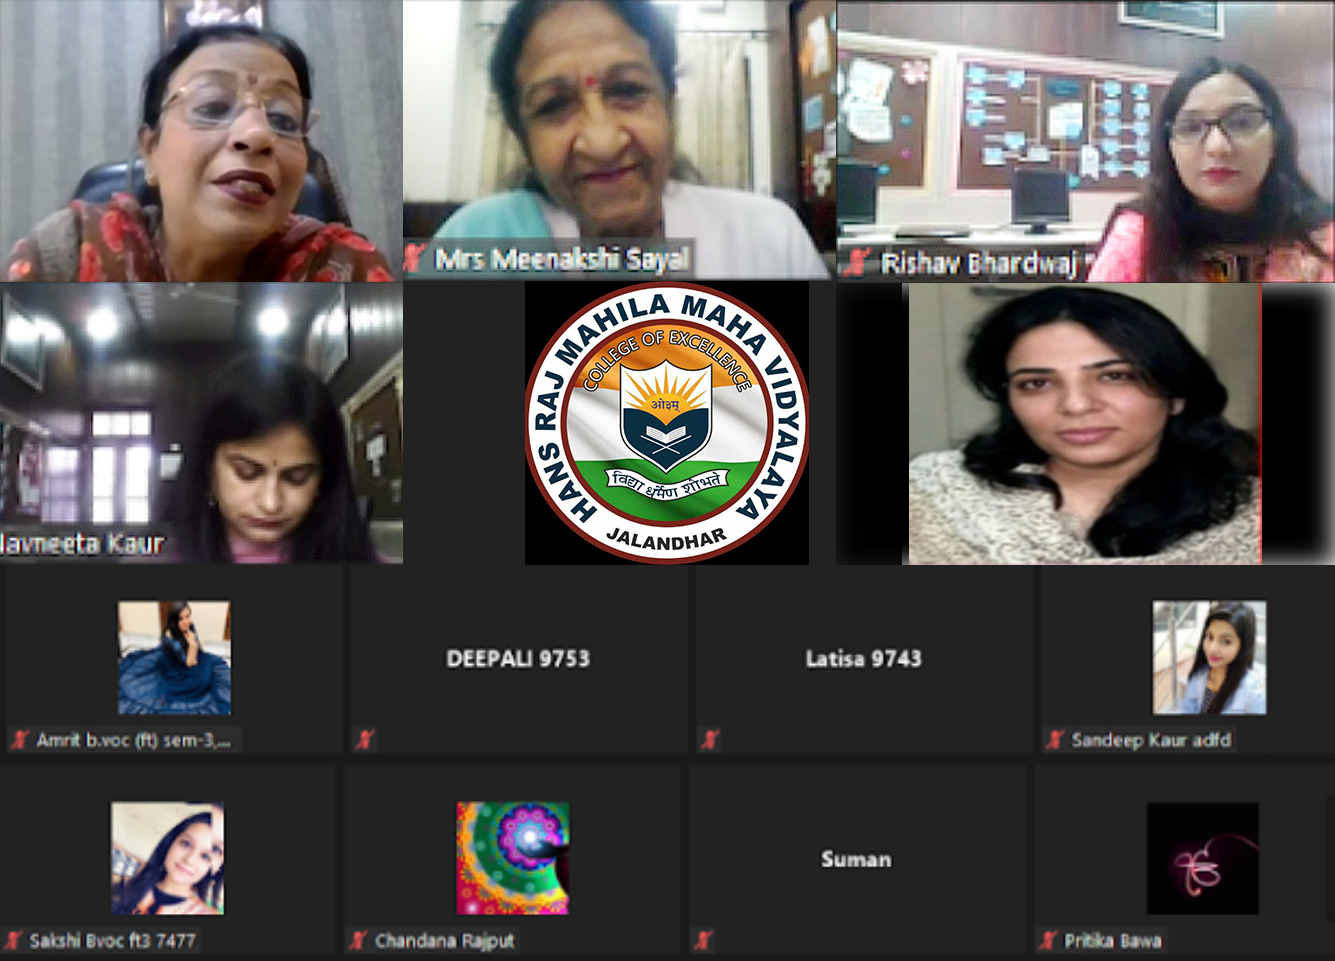 Mrs Meenakshi Sayal
Rishav Bhardwaj
Navneeta Kaur
HANS RAJ MAHILA MAHA VIDYALAYA
COLLEGE OF EXCELLENCE
ओ३म्
विद्या धर्मेण शोभते
JALANDHAR
DEEPALI 9753
Latisa 9743
Amrit b.voc (ft) sem-3,...
Sandeep Kaur adfd
Suman
Sakshi Bvoc ft3 7477
Chandana Rajput
Pritika Bawa